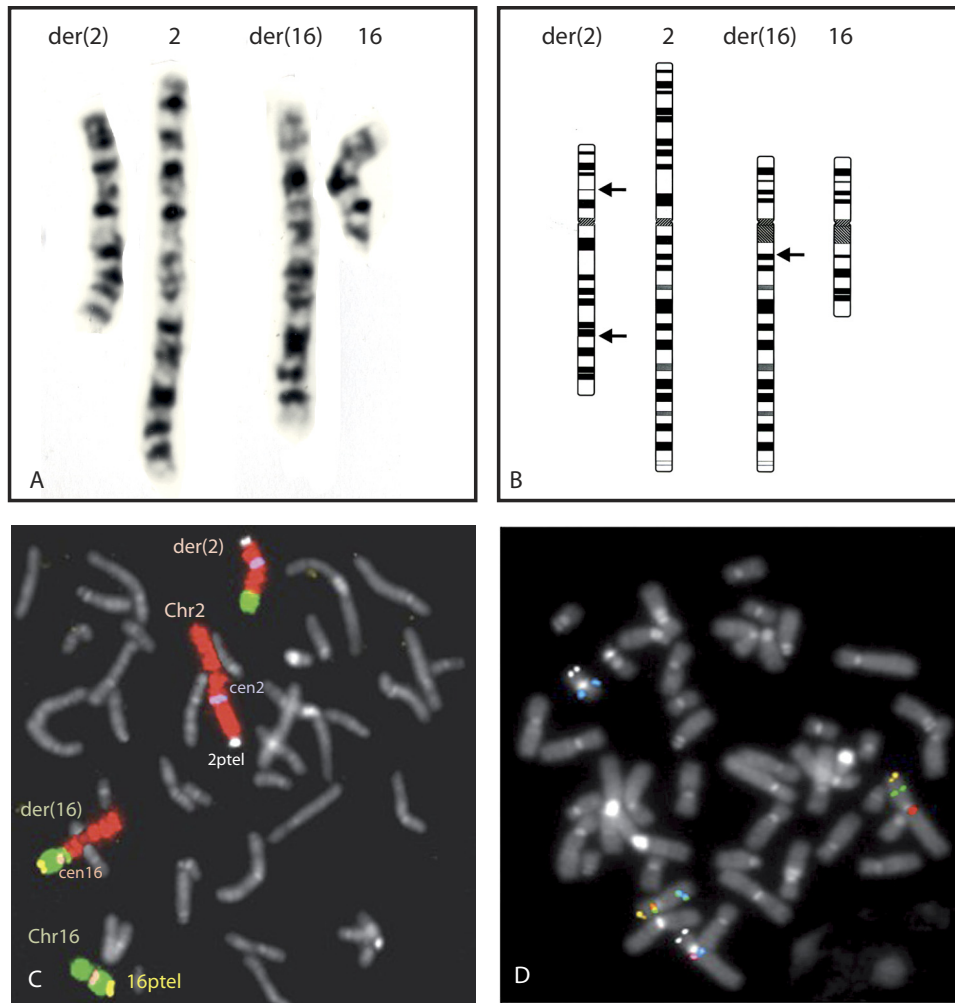 der(2) 2 der(16) 16
A
der(2) 2 der(16) 16
B
der(2)
Chr2
cen2
2ptel
der(16)
cen16
Chr16
16ptel
C
D